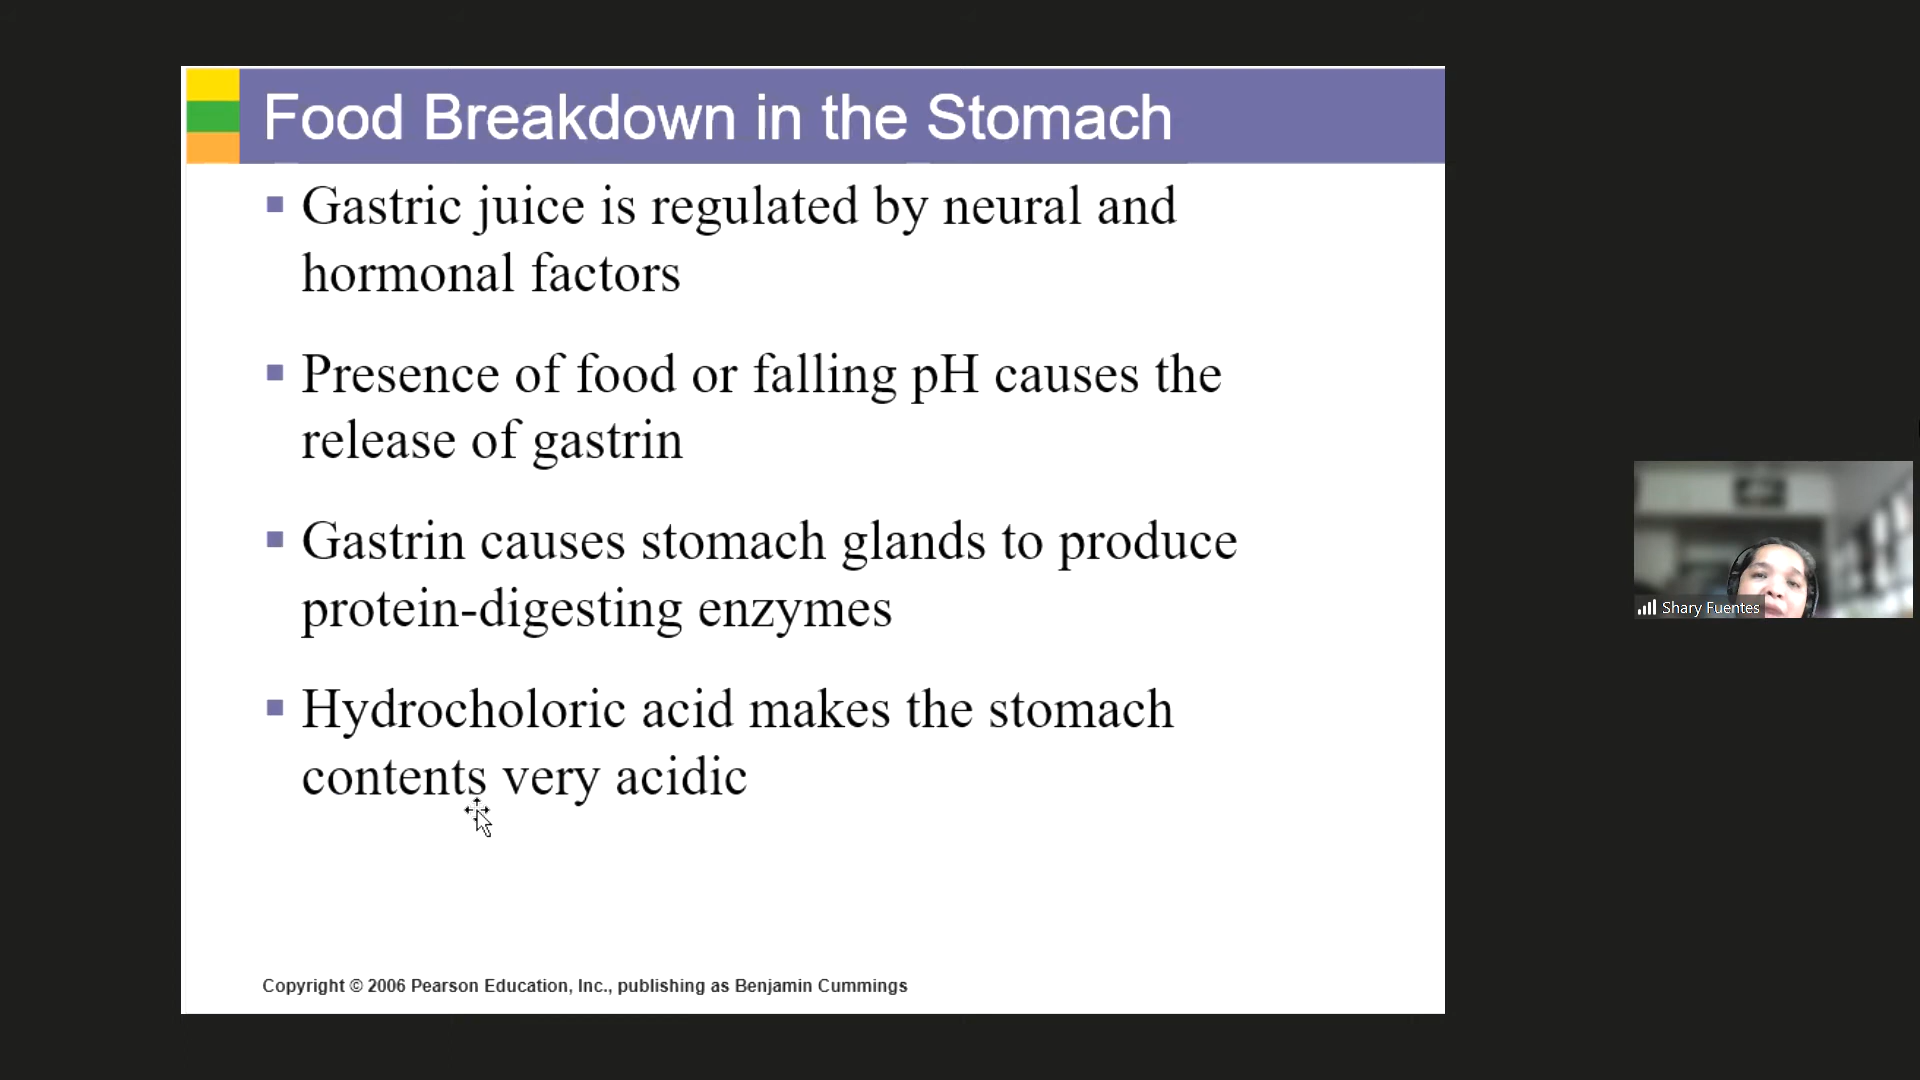 Food Breakdown in the Stomach
Gastric juice is regulated by neural and
hormonal factors
Presence of food or falling pH causes the
release of gastrin
Gastrin causes stomach glands to produce
protein-digesting enzymes
Hydrocholoric acid makes the stomach
contents very acidic
Copyright © 2006 Pearson Education, Inc., publishing as Benjamin Cummings
Shary Fuentes